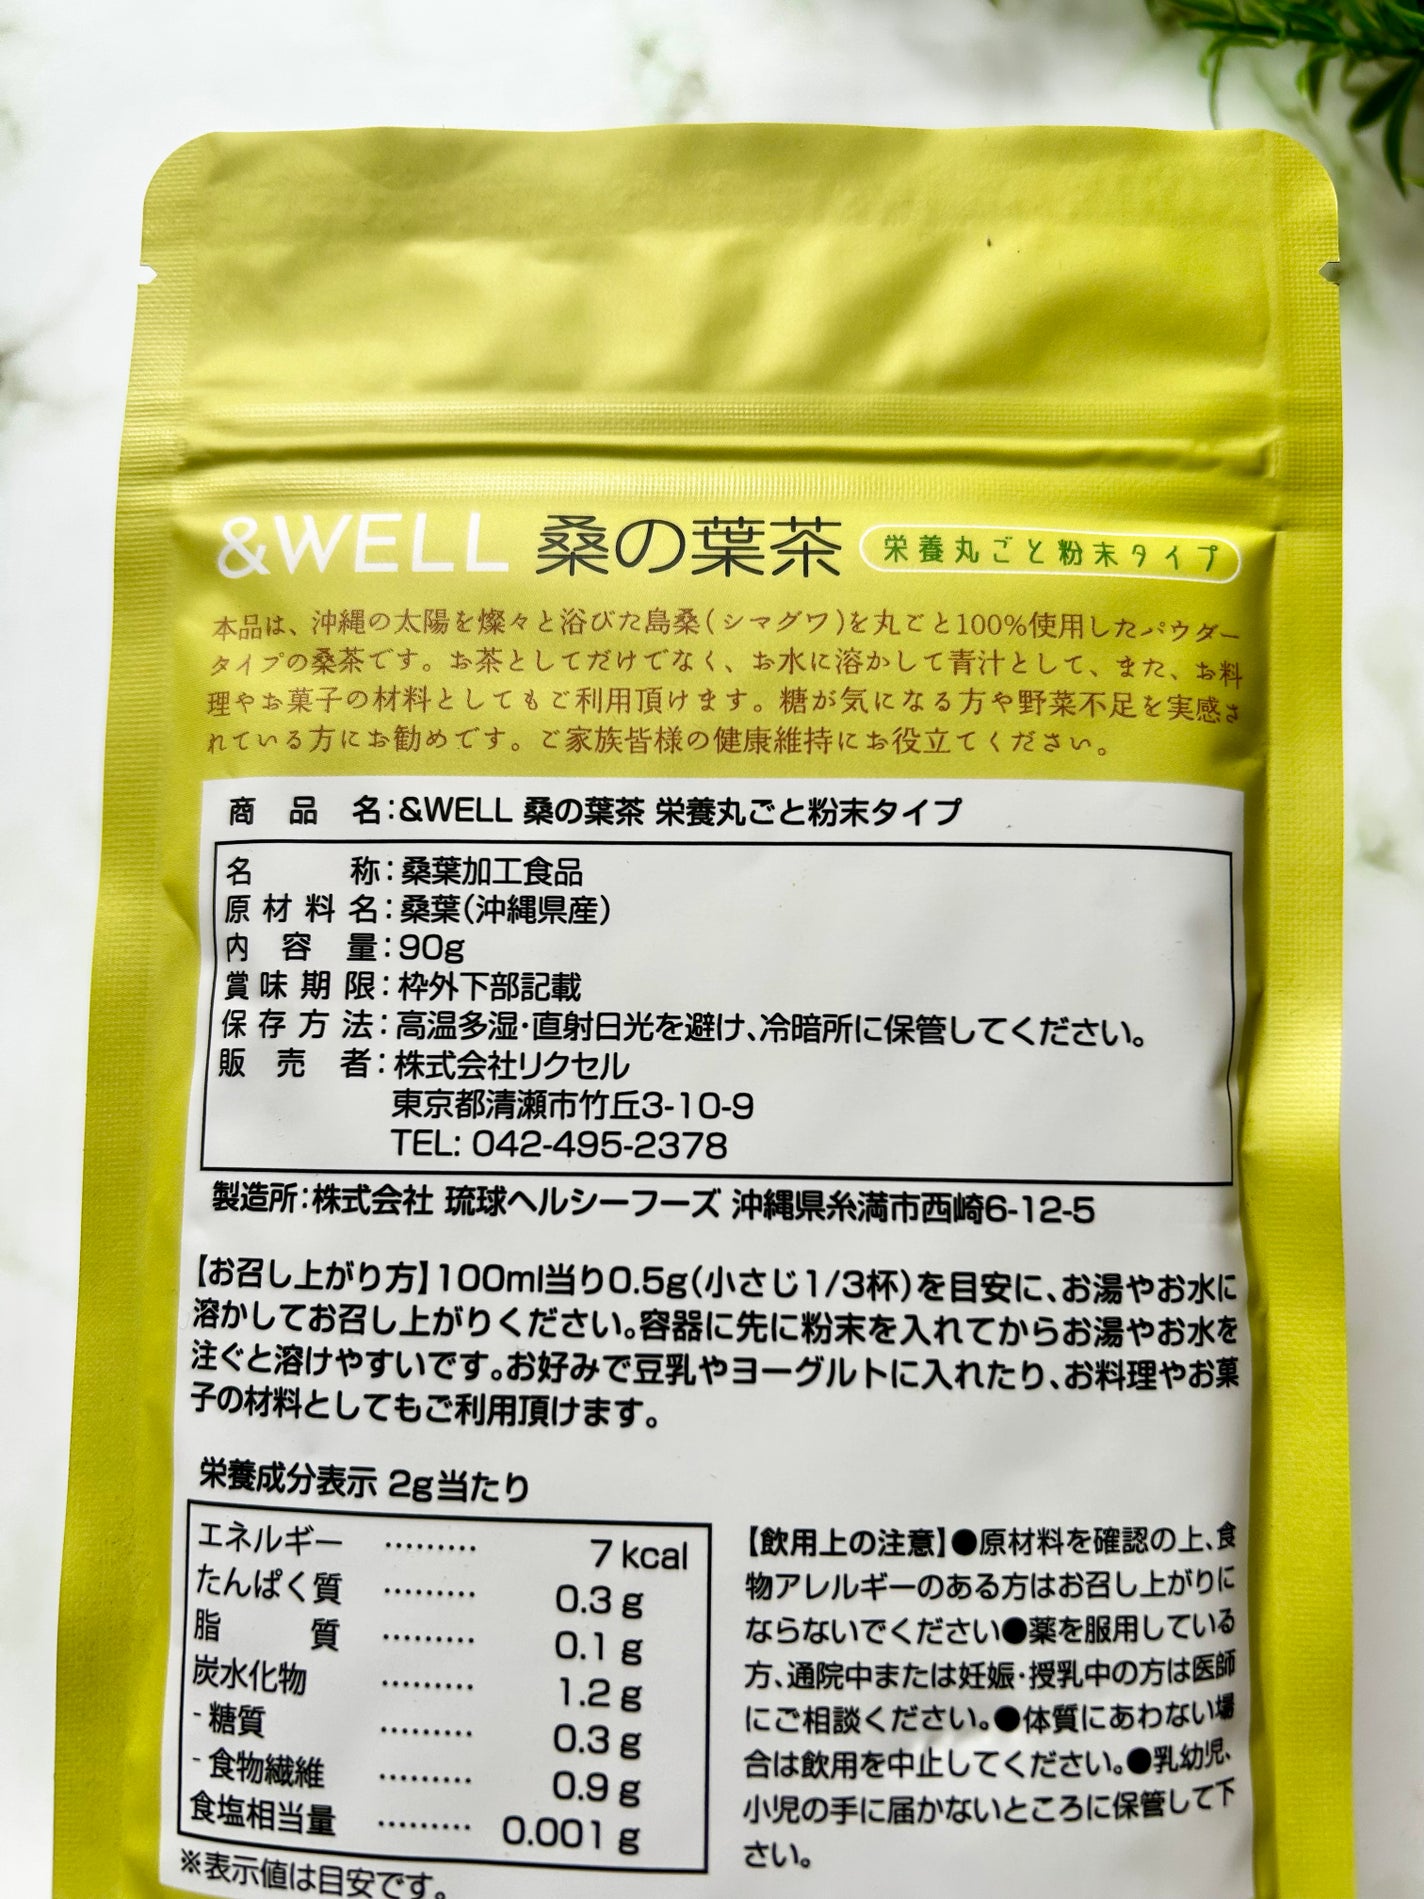 &WELL 桑の葉茶 栄養丸ごと粉末タイプ
本品は、沖縄の太陽を燦々と浴びた島桑(シマグワ)を丸ごと100%使用したパウダー
タイプの桑茶です。お茶としてだけでなく、お水に溶かして青汁として、また、お料
理やお菓子の材料としてもご利用頂けます。糖が気になる方や野菜不足を実感さ
れている方にお勧めです。ご家族皆様の健康維持にお役立てください。
商品名:&WELL 桑の葉茶 栄養丸ごと粉末タイプ
名称:桑葉加工食品
原材料名:桑葉(沖縄県産)
内容量:90g
賞味期限:枠外下部記載
保存方法:高温多湿・直射日光を避け、冷暗所に保管してください。
販売者:株式会社リクセル
東京都清瀬市竹丘3-10-9
TEL: 042-495-2378
製造所:株式会社 琉球ヘルシーフーズ 沖縄県糸満市西崎6-12-5
【お召し上がり方】100ml当り0.5g(小さじ1/3杯)を目安に、お湯やお水に
溶かしてお召し上がりください。容器に先に粉末を入れてからお湯やお水を
注ぐと溶けやすいです。お好みで豆乳やヨーグルトに入れたり、お料理やお菓
子の材料としてもご利用頂けます。
栄養成分表示 2g当たり
エネルギー ……… 7 kcal
たんぱく質 ……… 0.3 g
脂質 ……… 0.1 g
炭水化物 ……… 1.2 g
- 糖質 ……… 0.3 g
- 食物繊維 ……… 0.9 g
食塩相当量 ……… 0.001 g
※表示値は目安です。
【飲用上の注意】●原材料を確認の上、食
物アレルギーのある方はお召し上がりに
ならないでください●薬を服用している
方、通院中または妊娠・授乳中の方は医師
にご相談ください。●体質にあわない場
合は飲用を中止してください。●乳幼児、
小児の手に届かないところに保管して下
さい。